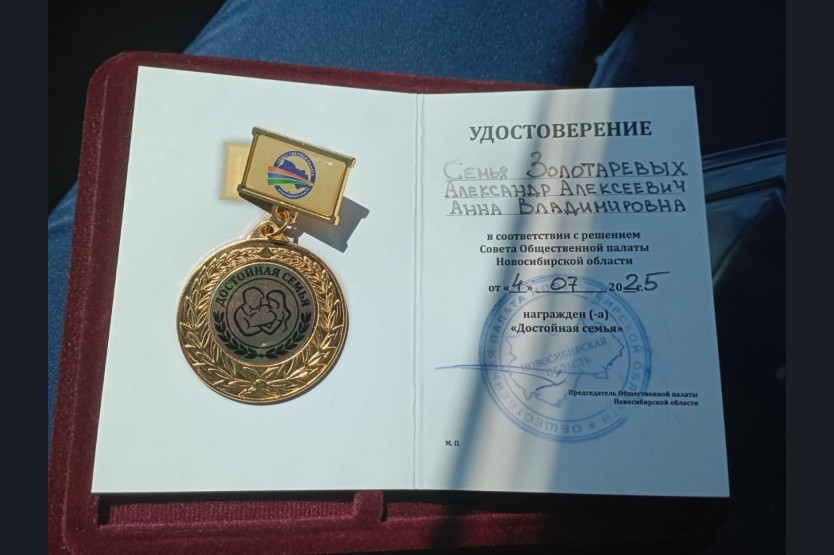 ДОСТОЙНАЯ СЕМЬЯ
УДОСТОВЕРЕНИЕ
СЕМЬЯ ЗОЛОТАРЕВЫХ
АЛЕКСАНДР АЛЕКСЕЕВИЧ
АННА ВЛАДИМИРОВНА
в соответствии с решением
Совета Общественной палаты
Новосибирской области
от «4» 07 2025
награжден (-а)
«Достойная семья»
НОВОСИБИРСКАЯ
ОБЛАСТЬ
Председатель Общественной палаты
Новосибирской области
М. П.